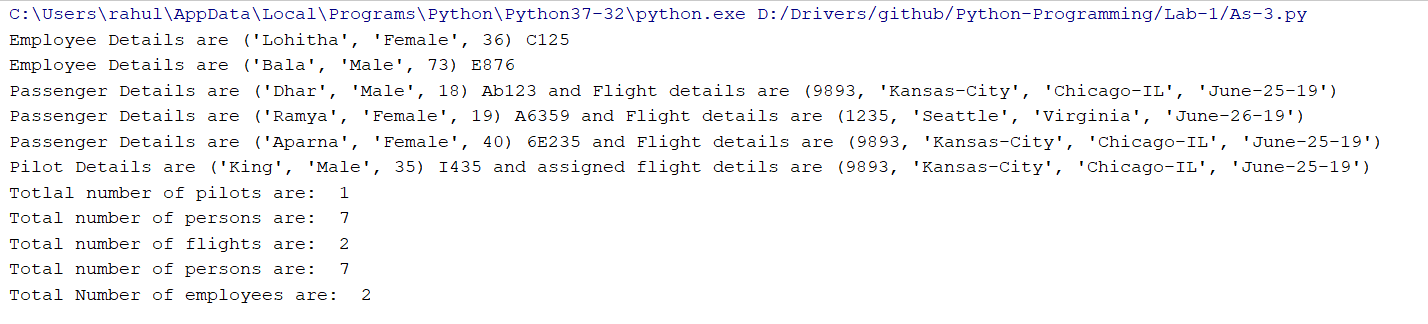 C:\Users\rahul\AppData\Local\Programs\Python\Python37-32\python.exe D:/Drivers/github/Python-Programming/Lab-1/As-3.py
Employee Details are ('Lohitha', 'Female', 36) C125
Employee Details are ('Bala', 'Male', 73) E876
Passenger Details are ('Dhar', 'Male', 18) Ab123 and Flight details are (9893, 'Kansas-City', 'Chicago-IL', 'June-25-19')
Passenger Details are ('Ramya', 'Female', 19) A6359 and Flight details are (1235, 'Seattle', 'Virginia', 'June-26-19')
Passenger Details are ('Aparna', 'Female', 40) 6E235 and Flight details are (9893, 'Kansas-City', 'Chicago-IL', 'June-25-19')
Pilot Details are ('King', 'Male', 35) I435 and assigned flight detils are (9893, 'Kansas-City', 'Chicago-IL', 'June-25-19')
Totlal number of pilots are:  1
Total number of persons are:  7
Total number of flights are:  2
Total number of persons are:  7
Total Number of employees are:  2